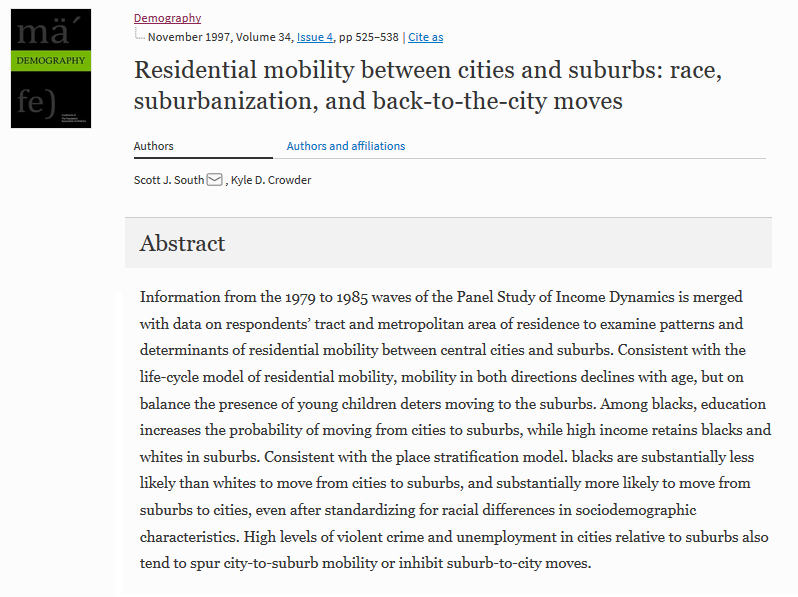 mä´
DEMOGRAPHY
fe)
Demography
November 1997, Volume 34, Issue 4, pp 525–538 | Cite as
Residential mobility between cities and suburbs: race,
suburbanization, and back-to-the-city moves
Authors
Authors and affiliations
Scott J. South , Kyle D. Crowder
Abstract
Information from the 1979 to 1985 waves of the Panel Study of Income Dynamics is merged
with data on respondents’ tract and metropolitan area of residence to examine patterns and
determinants of residential mobility between central cities and suburbs. Consistent with the
life-cycle model of residential mobility, mobility in both directions declines with age, but on
balance the presence of young children deters moving to the suburbs. Among blacks, education
increases the probability of moving from cities to suburbs, while high income retains blacks and
whites in suburbs. Consistent with the place stratification model. blacks are substantially less
likely than whites to move from cities to suburbs, and substantially more likely to move from
suburbs to cities, even after standardizing for racial differences in sociodemographic
characteristics. High levels of violent crime and unemployment in cities relative to suburbs also
tend to spur city-to-suburb mobility or inhibit suburb-to-city moves.